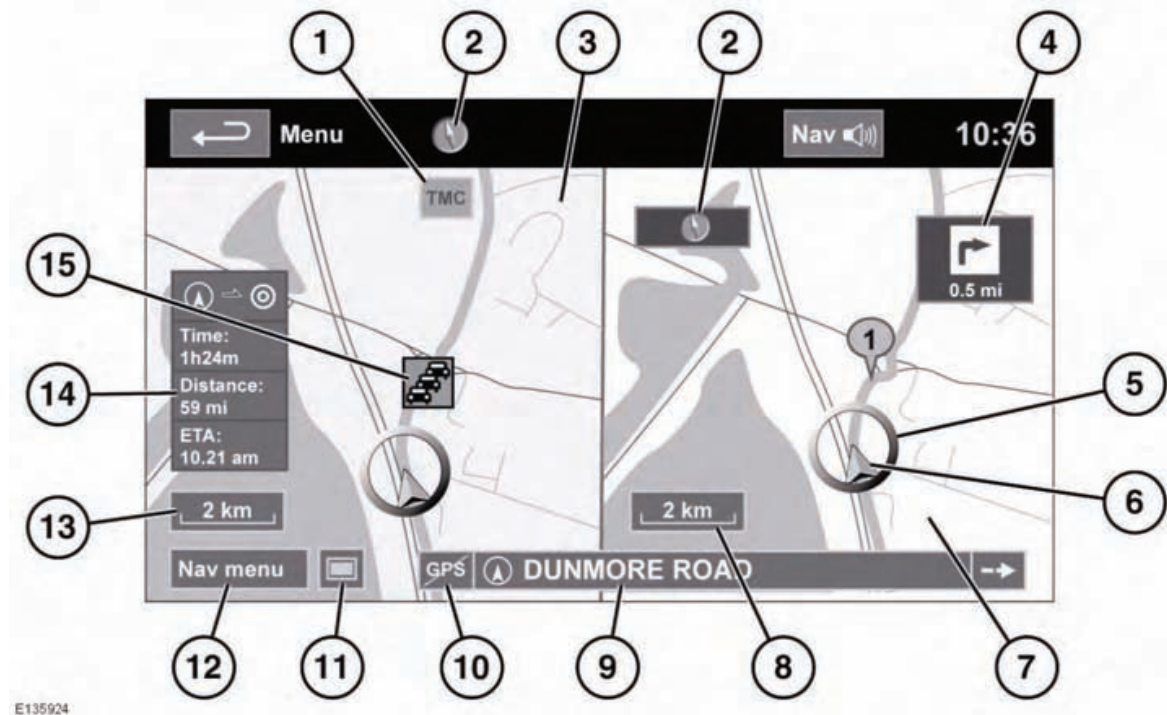 1 2 3 2 4
Menu Nav 10:36
TMC
15
0.5 mi
Time:
1h24m
1
14
Distance:
59 mi
5
ETA:
10.21 am
6
13
2 km 2 km
Nav menu GPS DUNMORE ROAD
12 11 10 9 8 7
E135924